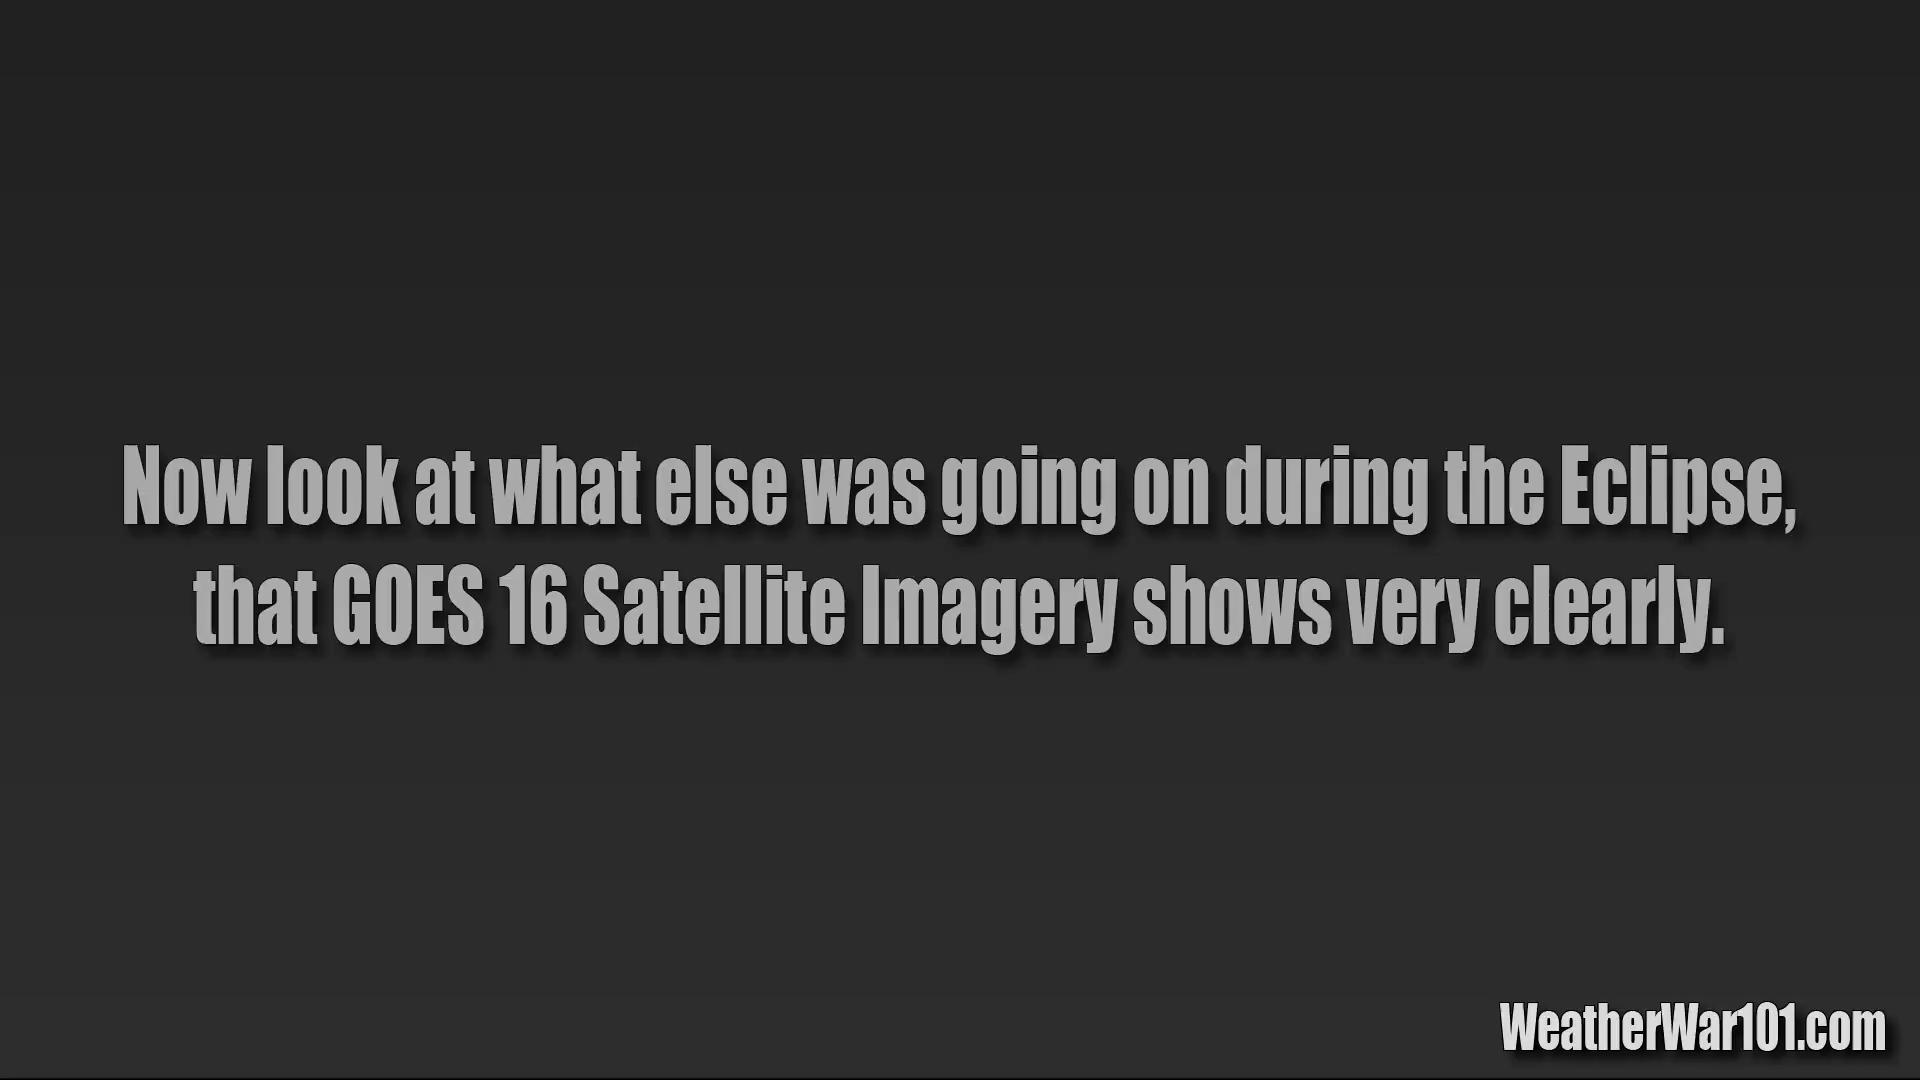 Now look at what else was going on during the Eclipse,
that GOES 16 Satellite Imagery shows very clearly.
WeatherWar101.com